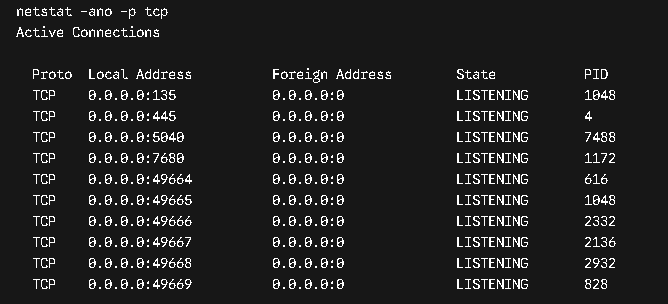 netstat -ano -p tcp
Active Connections
Proto Local Address Foreign Address State PID
TCP 0.0.0.0:135 0.0.0.0:0 LISTENING 1048
TCP 0.0.0.0:445 0.0.0.0:0 LISTENING 4
TCP 0.0.0.0:5040 0.0.0.0:0 LISTENING 7488
TCP 0.0.0.0:7680 0.0.0.0:0 LISTENING 1172
TCP 0.0.0.0:49664 0.0.0.0:0 LISTENING 616
TCP 0.0.0.0:49665 0.0.0.0:0 LISTENING 1048
TCP 0.0.0.0:49666 0.0.0.0:0 LISTENING 2332
TCP 0.0.0.0:49667 0.0.0.0:0 LISTENING 2136
TCP 0.0.0.0:49668 0.0.0.0:0 LISTENING 2932
TCP 0.0.0.0:49669 0.0.0.0:0 LISTENING 828